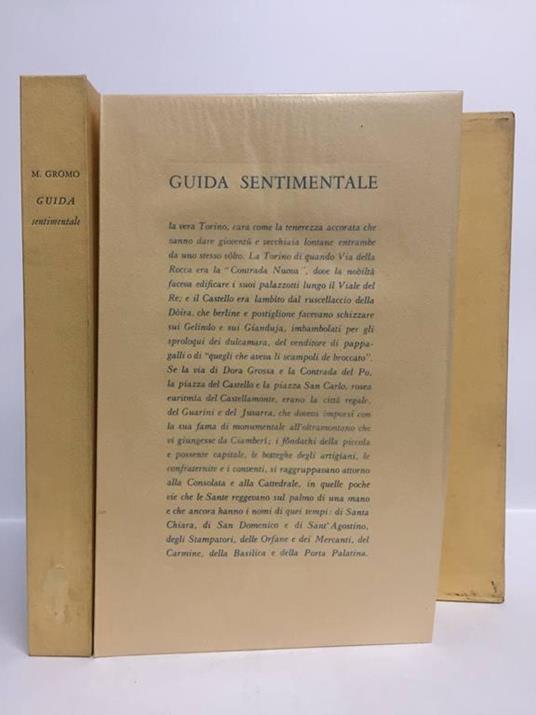 M. GROMO
GUIDA
sentimentale
GUIDA SENTIMENTALE
la vera Torino, cara come la tenerezza accorata che
sanno dare gioventú e vecchiaia lontane entrambe
da uno stesso vólto. La Torino di quando Via della
Rocca era la "Contrada Nuova", dove la nobiltà
faceva edificare i suoi palazzotti lungo il Viale del
Re; e il Castello era lambíto dal ruscellaccio della
Dòira, che berline e postiglione facevano schizzare
sui Gelindo e sui Gianduja, imbambolati per gli
sproloqui dei dulcamara, del venditore di pappa-
galli o di "quegli che aveva li scampoli de broccato".
Se la via di Dora Grossa e la Contrada del Po,
la piazza del Castello e la piazza San Carlo, rosea
euritmía del Castellamonte, erano la città regale,
del Guarini e del Juvarra, che doveva imporsi con
la sua fama di monumentale all'oltramontano che
vi giungesse da Ciamberí; i fóndachi della piccola
e possente capitale, le botteghe degli artigiani, le
confraternite e i conventi, si raggruppavano attorno
alla Consolata e alla Cattedrale, in quelle poche
vie che le Sante reggevano sul palmo di una mano
e che ancora hanno i nomi di quei tempi: di Santa
Chiara, di San Domenico e di Sant'Agostino,
degli Stampatori, delle Orfane e dei Mercanti, del
Carmine, della Basilica e della Porta Palatina.